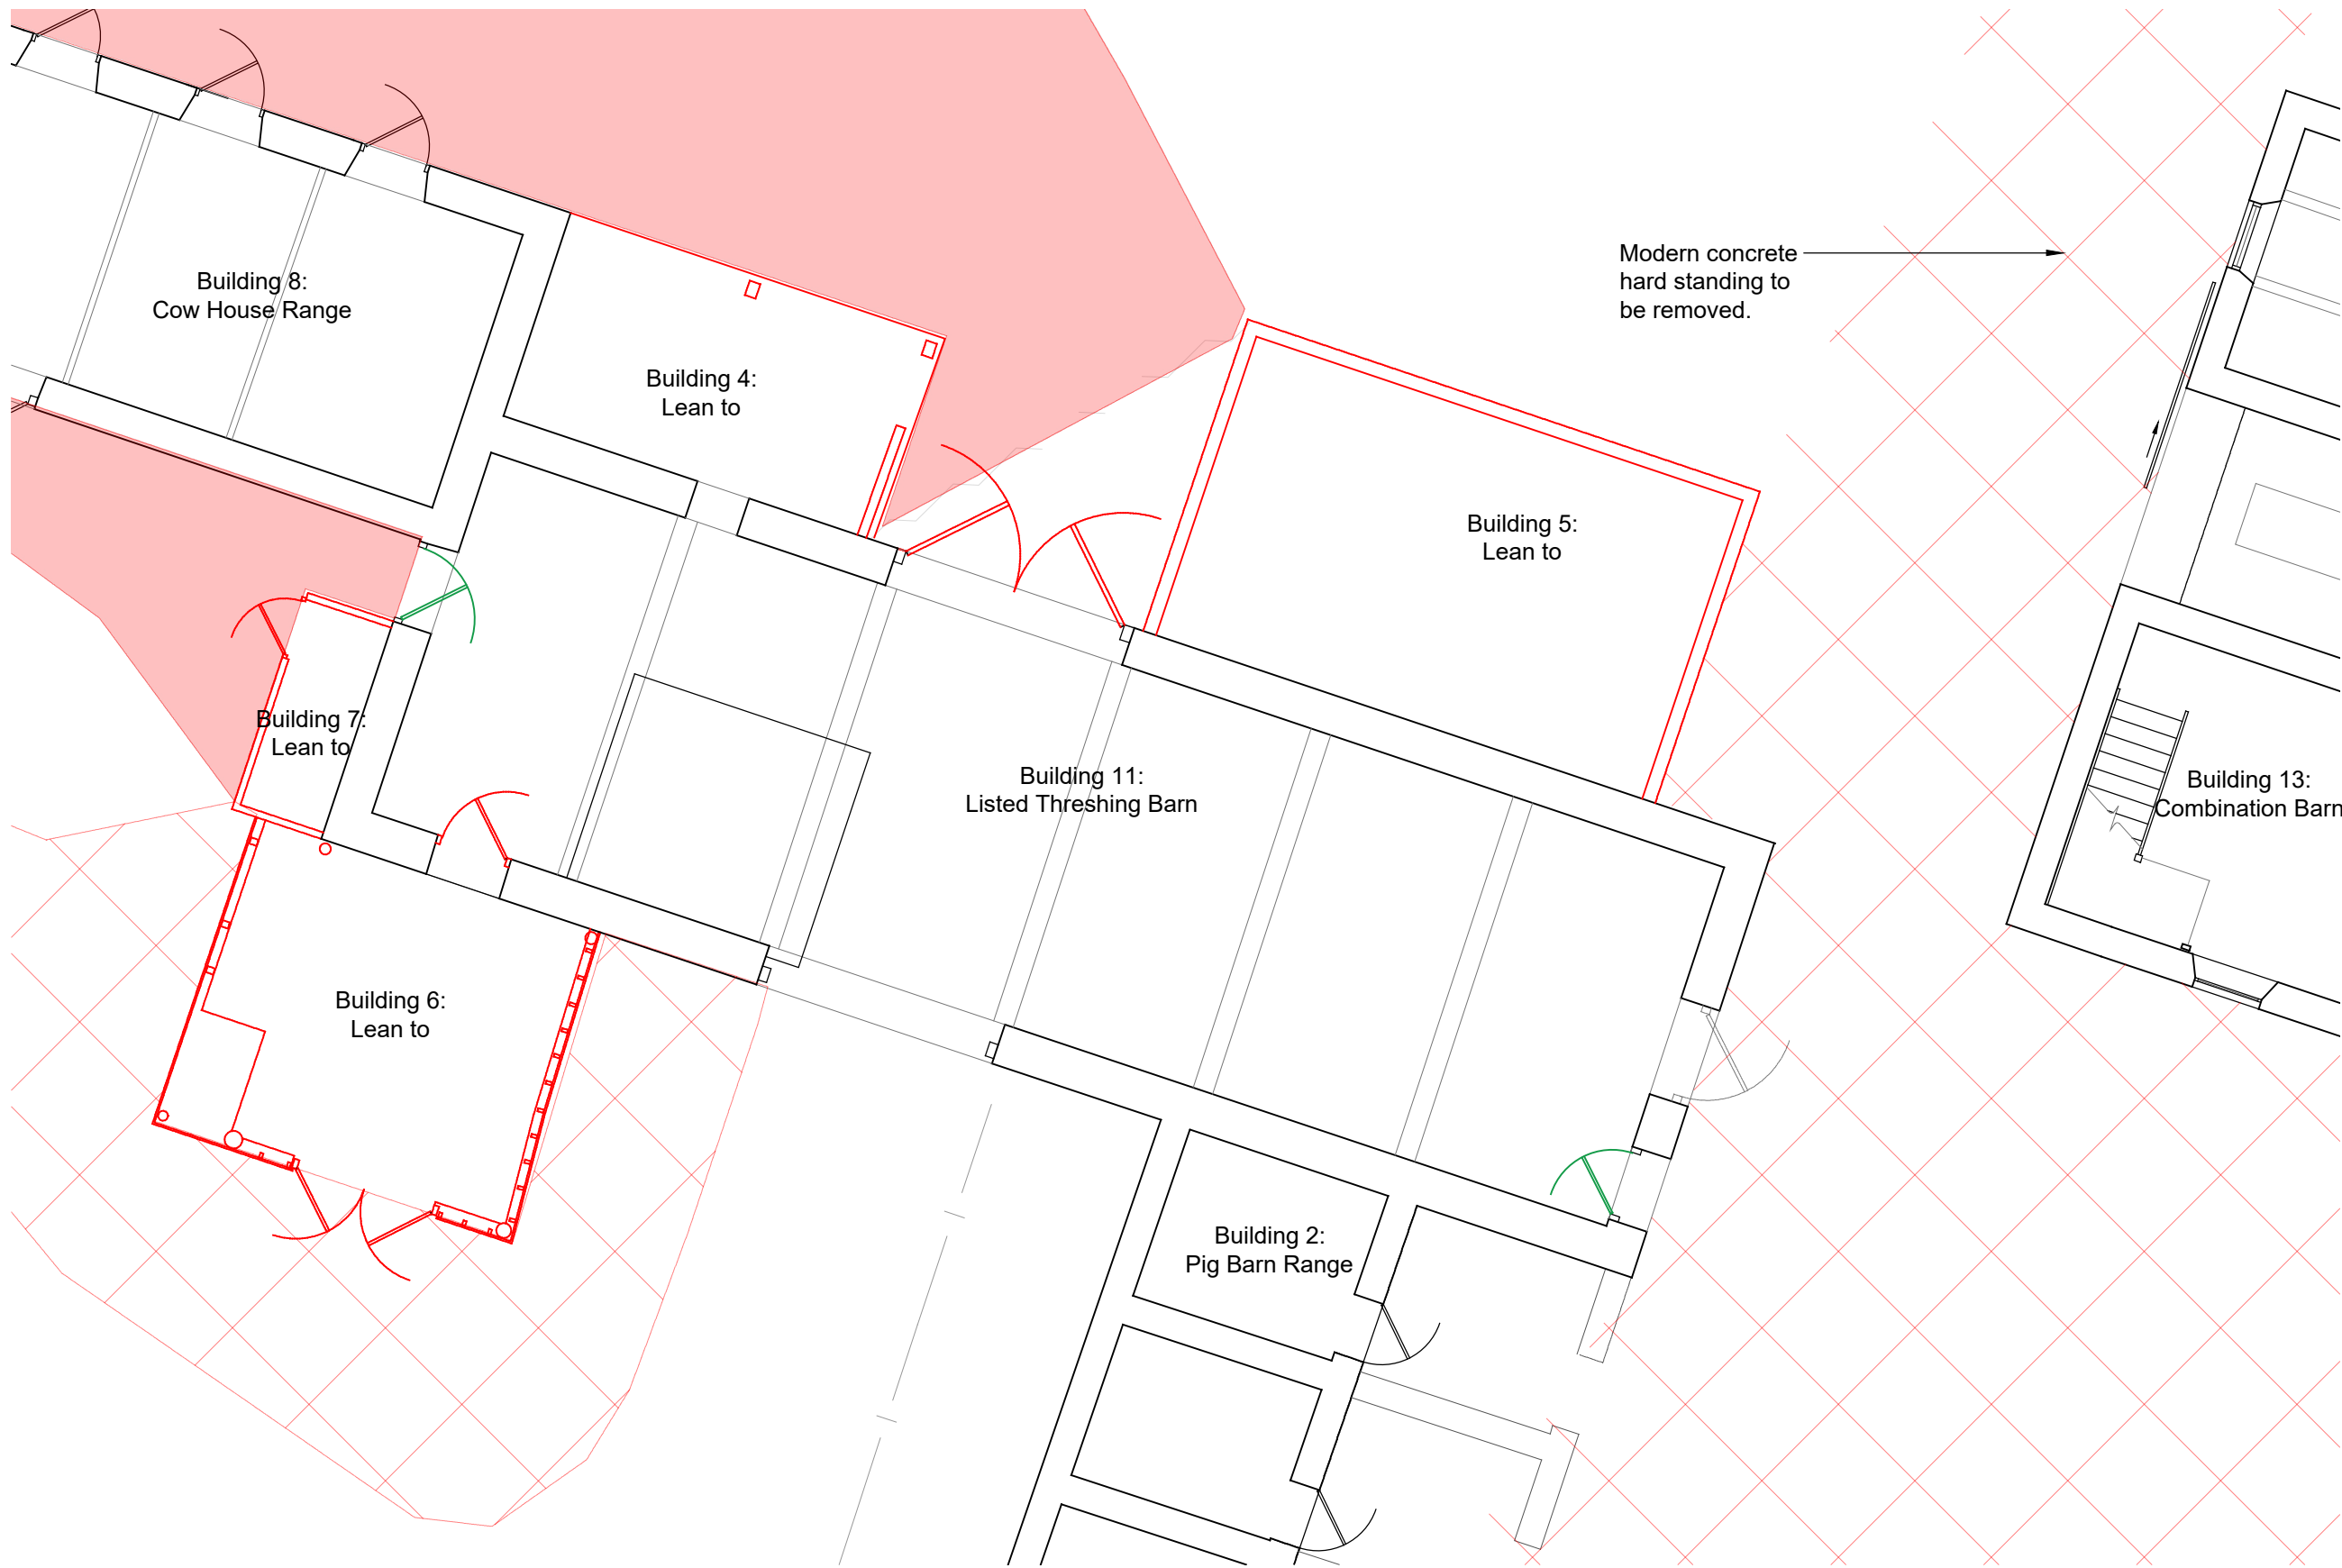 Modern concrete
hard standing to
be removed.
Building 8:
Cow House Range
Building 4:
Lean to
Building 5:
Lean to
Building 7:
Lean to
Building 11:
Listed Threshing Barn
Building 13:
Combination Barn
Building 6:
Lean to
Building 2:
Pig Barn Range